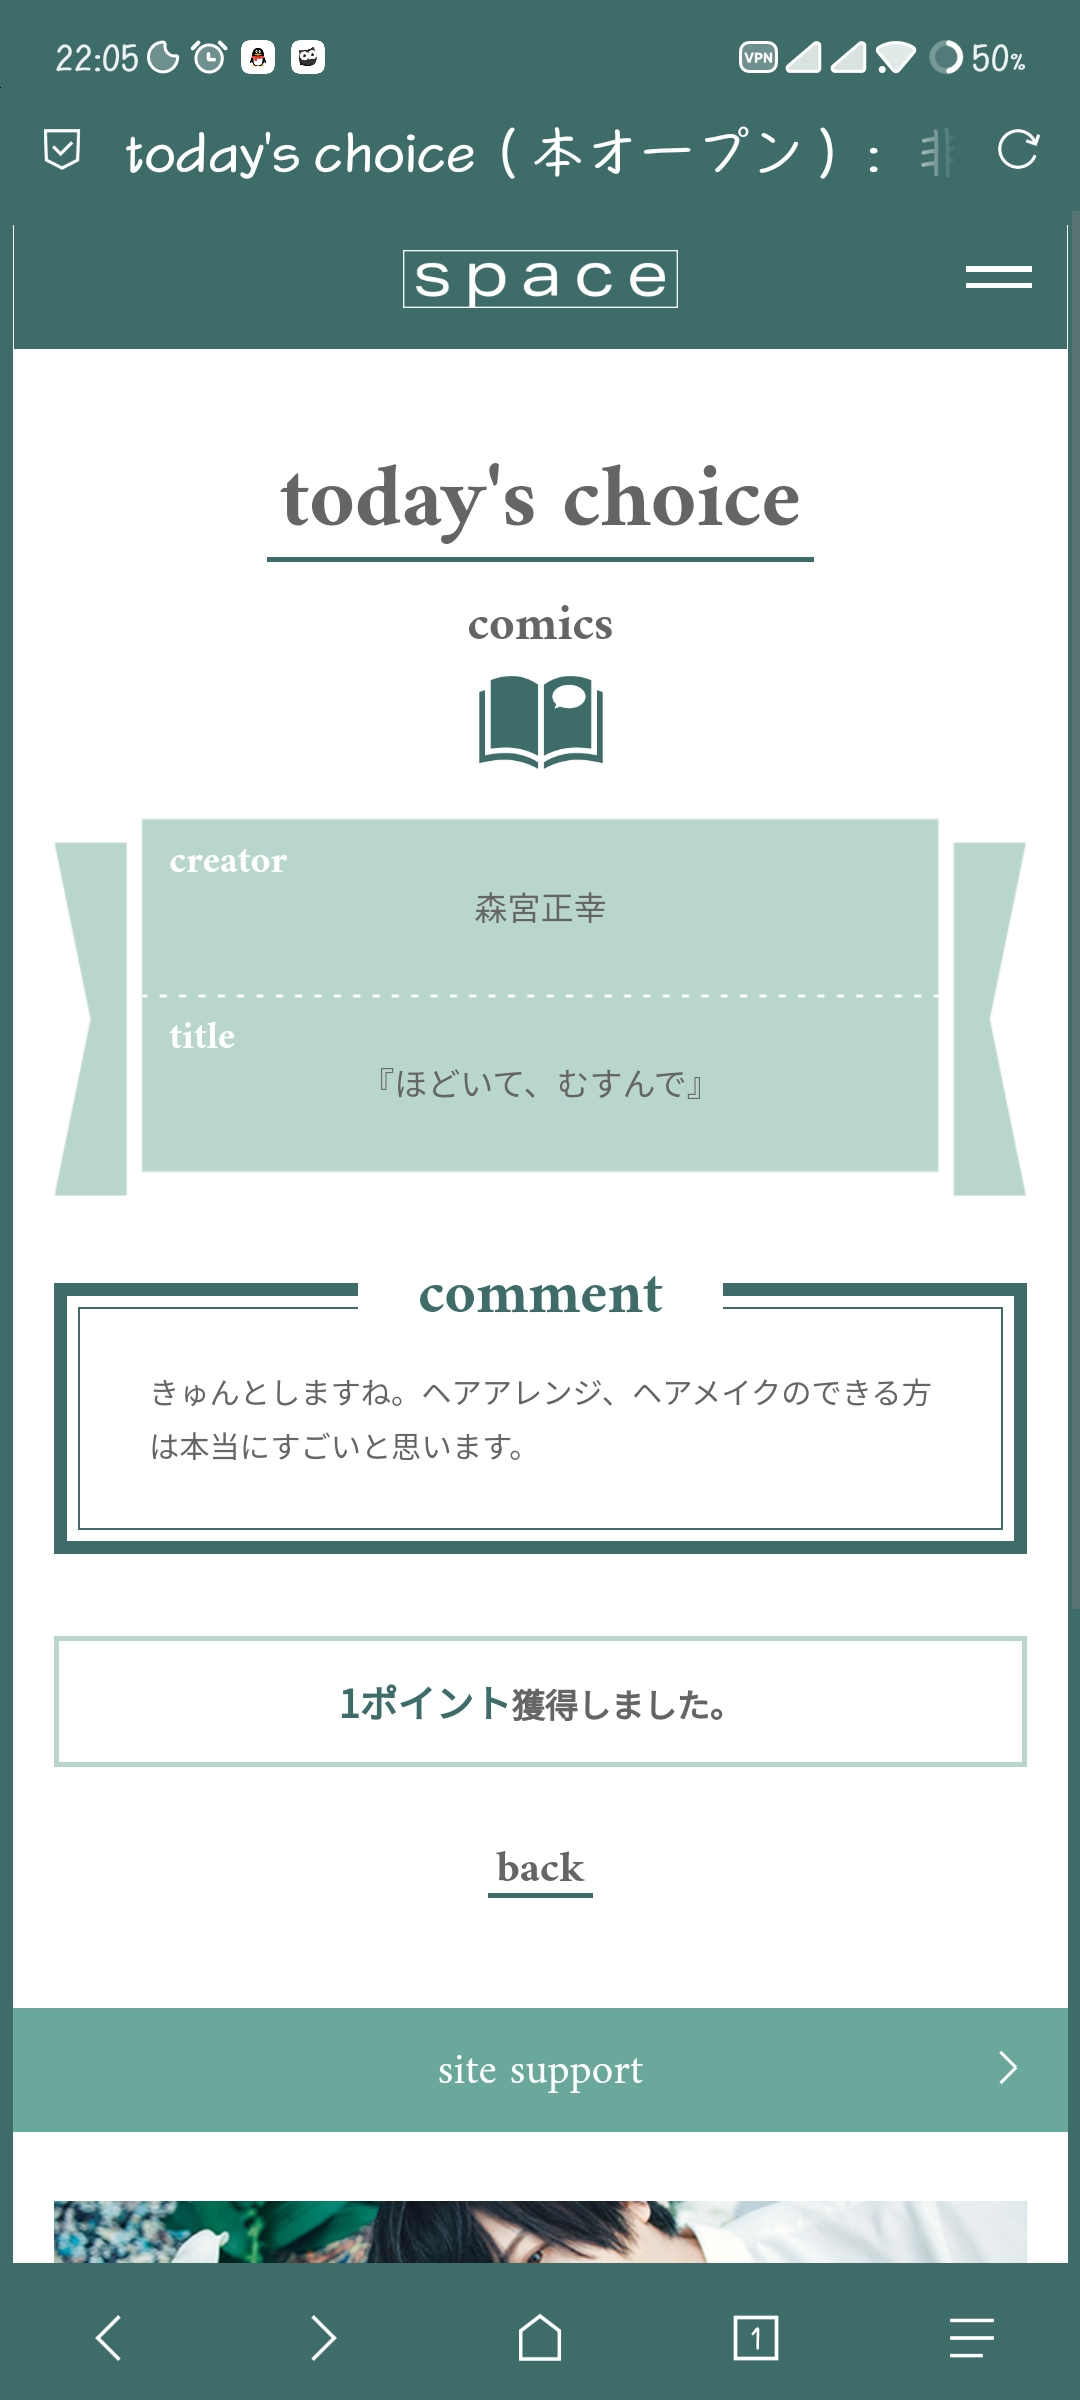 22:05
VPN
50%
today's choice（本オープン）：
space
today's choice
comics
creator
森宮正幸
title
『ほどいて、むすんで』
comment
きゅんとしますね。ヘアアレンジ、ヘアメイクのできる方
は本当にすごいと思います。
1ポイント獲得しました。
back
site support
1